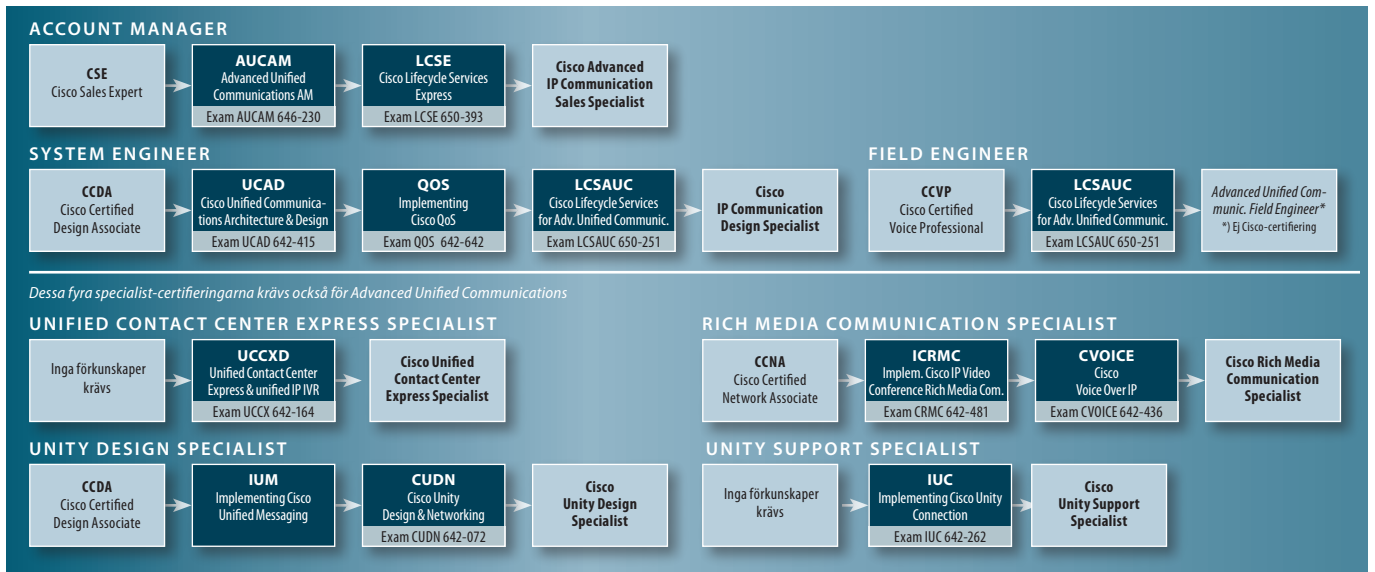 ACCOUNT MANAGER
CSE
Cisco Sales Expert
AUCAM
Advanced Unified
Communications AM
Exam AUCAM 646-230
LCSE
Cisco Lifecycle Services
Express
Exam LCSE 650-393
Cisco Advanced
IP Communication
Sales Specialist
SYSTEM ENGINEER
CCDA
Cisco Certified
Design Associate
UCAD
Cisco Unified Communica-
tions Architecture & Design
Exam UCAD 642-415
QOS
Implementing
Cisco QoS
Exam QOS 642-642
LCSAUC
Cisco Lifecycle Services
for Adv. Unified Communic.
Exam LCSAUC 650-251
Cisco
IP Communication
Design Specialist
FIELD ENGINEER
CCVP
Cisco Certified
Voice Professional
LCSAUC
Cisco Lifecycle Services
for Adv. Unified Communic.
Exam LCSAUC 650-251
Advanced Unified Com-
munic. Field Engineer*
*) Ej Cisco-certifiering
Dessa fyra specialist-certifieringarna krävs också för Advanced Unified Communications
UNIFIED CONTACT CENTER EXPRESS SPECIALIST
Inga förkunskaper
krävs
UCCXD
Unified Contact Center
Express & unified IP IVR
Exam UCCX 642-164
Cisco Unified
Contact Center
Express Specialist
RICH MEDIA COMMUNICATION SPECIALIST
CCNA
Cisco Certified
Network Associate
ICRMC
Implem. Cisco IP Video
Conference Rich Media Com.
Exam CRMC 642-481
CVOICE
Cisco
Voice Over IP
Exam CVOICE 642-436
Cisco Rich Media
Communication
Specialist
UNITY DESIGN SPECIALIST
CCDA
Cisco Certified
Design Associate
IUM
Implementing Cisco
Unified Messaging
CUDN
Cisco Unity
Design & Networking
Exam CUDN 642-072
Cisco
Unity Design
Specialist
UNITY SUPPORT SPECIALIST
Inga förkunskaper
krävs
IUC
Implementing Cisco Unity
Connection
Exam IUC 642-262
Cisco
Unity Support
Specialist